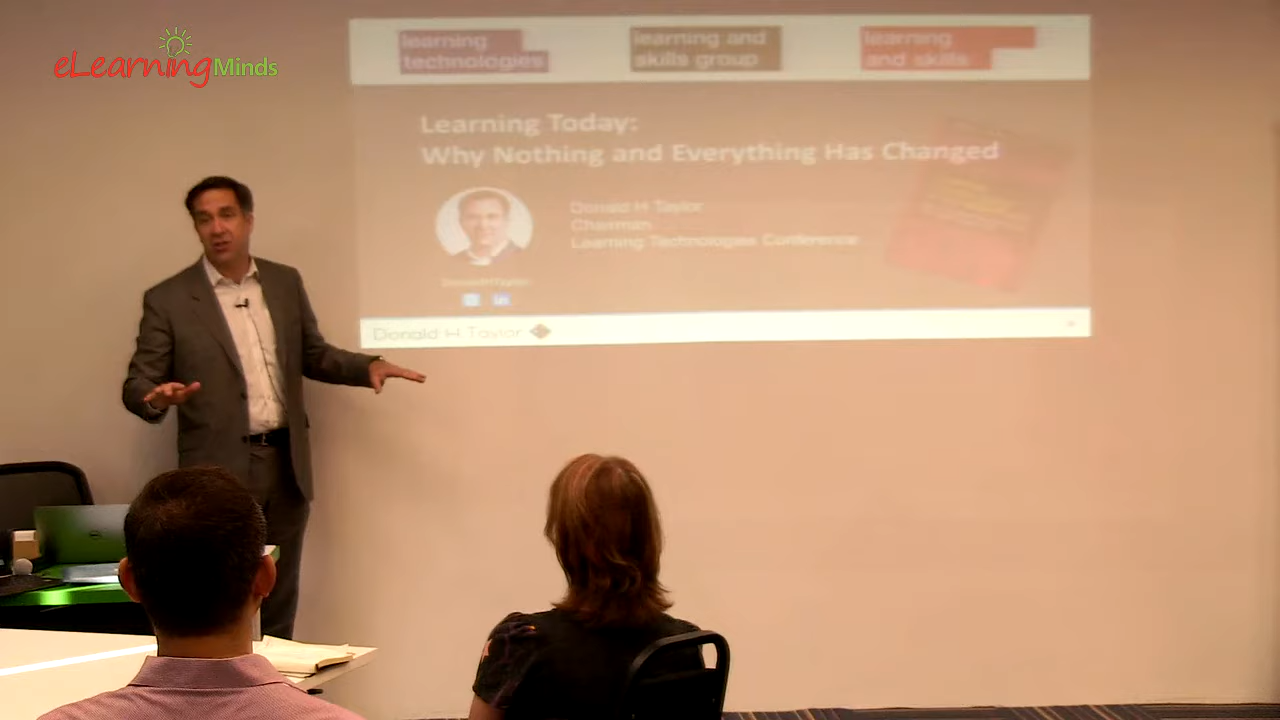 eLearningMinds
learning
technologies
learning and
skills group
learning
and skills
Learning Today:
Why Nothing and Everything Has Changed
Donald H Taylor
Chairman
Learning Technologies Conference
Donald H Taylor